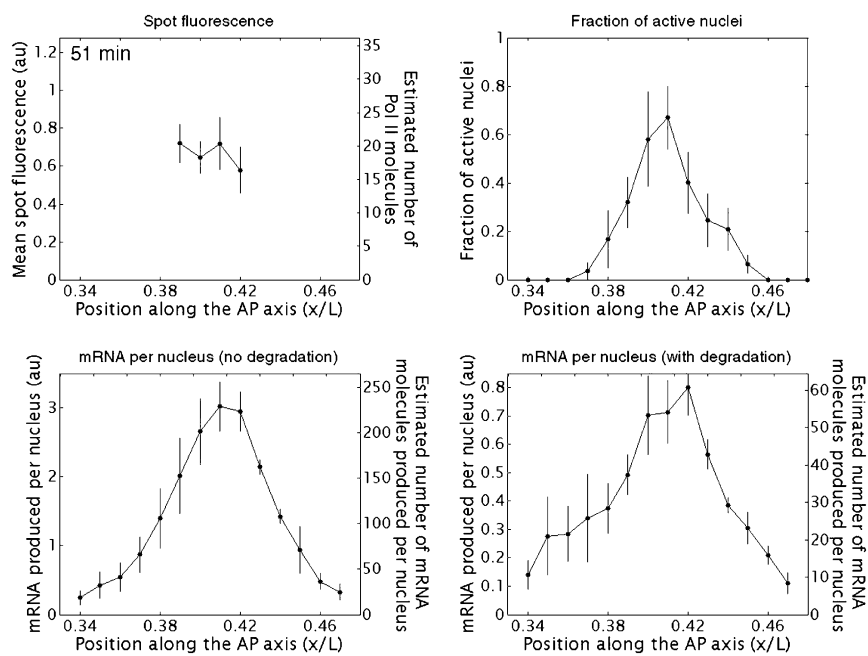 Spot fluorescence
51 min
Mean spot fluorescence (au)
1.2
1
0.8
0.6
0.4
0.2
0
35
30
25
20
15
10
5
0
Estimated number of
Pol II molecules
0.34 0.38 0.42 0.46
Position along the AP axis (x/L)
Fraction of active nuclei
Fraction of active nuclei
1
0.8
0.6
0.4
0.2
0
0.34 0.38 0.42 0.46
Position along the AP axis (x/L)
mRNA per nucleus (no degradation)
mRNA produced per nucleus (au)
3
2
1
0
250
200
150
100
50
0
Estimated number of mRNA
molecules produced per nucleus
0.34 0.38 0.42 0.46
Position along the AP axis (x/L)
mRNA per nucleus (with degradation)
mRNA produced per nucleus (au)
0.8
0.7
0.6
0.5
0.4
0.3
0.2
0.1
0
60
50
40
30
20
10
0
Estimated number of mRNA
molecules produced per nucleus
0.34 0.38 0.42 0.46
Position along the AP axis (x/L)